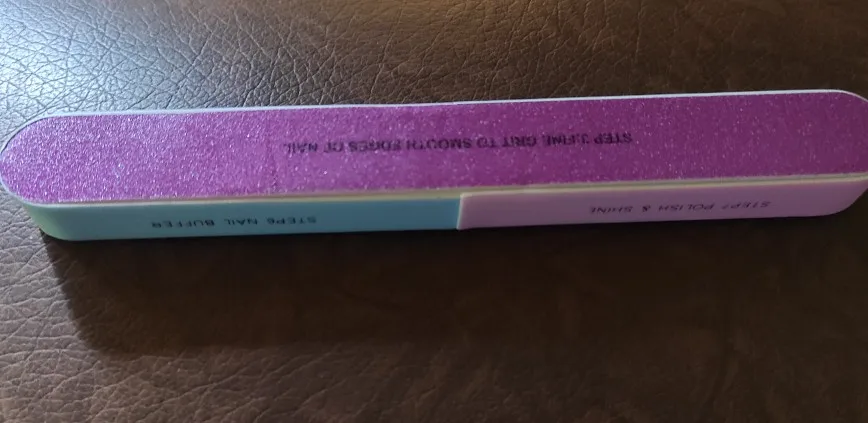 STEP 3:FINE GRIT TO SMOOTH EDGES OF NAIL
STEP6 NAIL BUFFER
STEP7 POLISH & SHINE